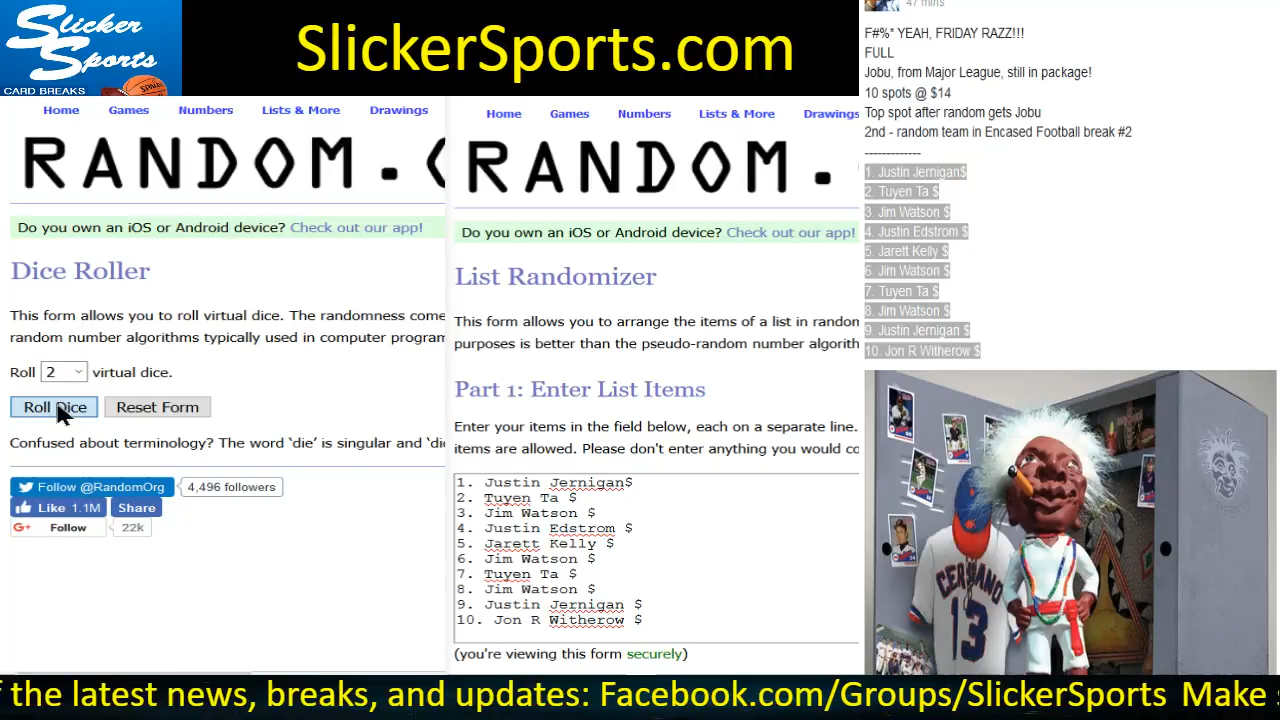 Slicker
Sports
CARD BREAKS
SPALDING
SlickerSports.com
47 mins
F#%* YEAH, FRIDAY RAZZ!!!
FULL
Jobu, from Major League, still in package!
10 spots @ $14
Top spot after random gets Jobu
2nd - random team in Encased Football break #2
-------------
1. Justin Jernigan$
2. Tuyen Ta $
3. Jim Watson $
4. Justin Edstrom $
5. Jarett Kelly $
6. Jim Watson $
7. Tuyen Ta $
8. Jim Watson $
9. Justin Jernigan $
10. Jon R Witherow $
Home Games Numbers Lists & More Drawings
RANDOM.
Do you own an iOS or Android device? Check out our app!
Dice Roller
This form allows you to roll virtual dice. The randomness come
random number algorithms typically used in computer program
Roll 2 virtual dice.
Roll Dice Reset Form
Confused about terminology? The word ‘die’ is singular and ‘di
Follow @RandomOrg 4,496 followers
Like 1.1M Share
G+ Follow 22k
Home Games Numbers Lists & More Drawings
RANDOM.
Do you own an iOS or Android device? Check out our app!
List Randomizer
This form allows you to arrange the items of a list in random
purposes is better than the pseudo-random number algorith
Part 1: Enter List Items
Enter your items in the field below, each on a separate line.
items are allowed. Please don't enter anything you would co
1. Justin Jernigan$
2. Tuyen Ta $
3. Jim Watson $
4. Justin Edstrom $
5. Jarett Kelly $
6. Jim Watson $
7. Tuyen Ta $
8. Jim Watson $
9. Justin Jernigan $
10. Jon R Witherow $
(you're viewing this form securely)
CERRANO
13
f the latest news, breaks, and updates: Facebook.com/Groups/SlickerSports Make s